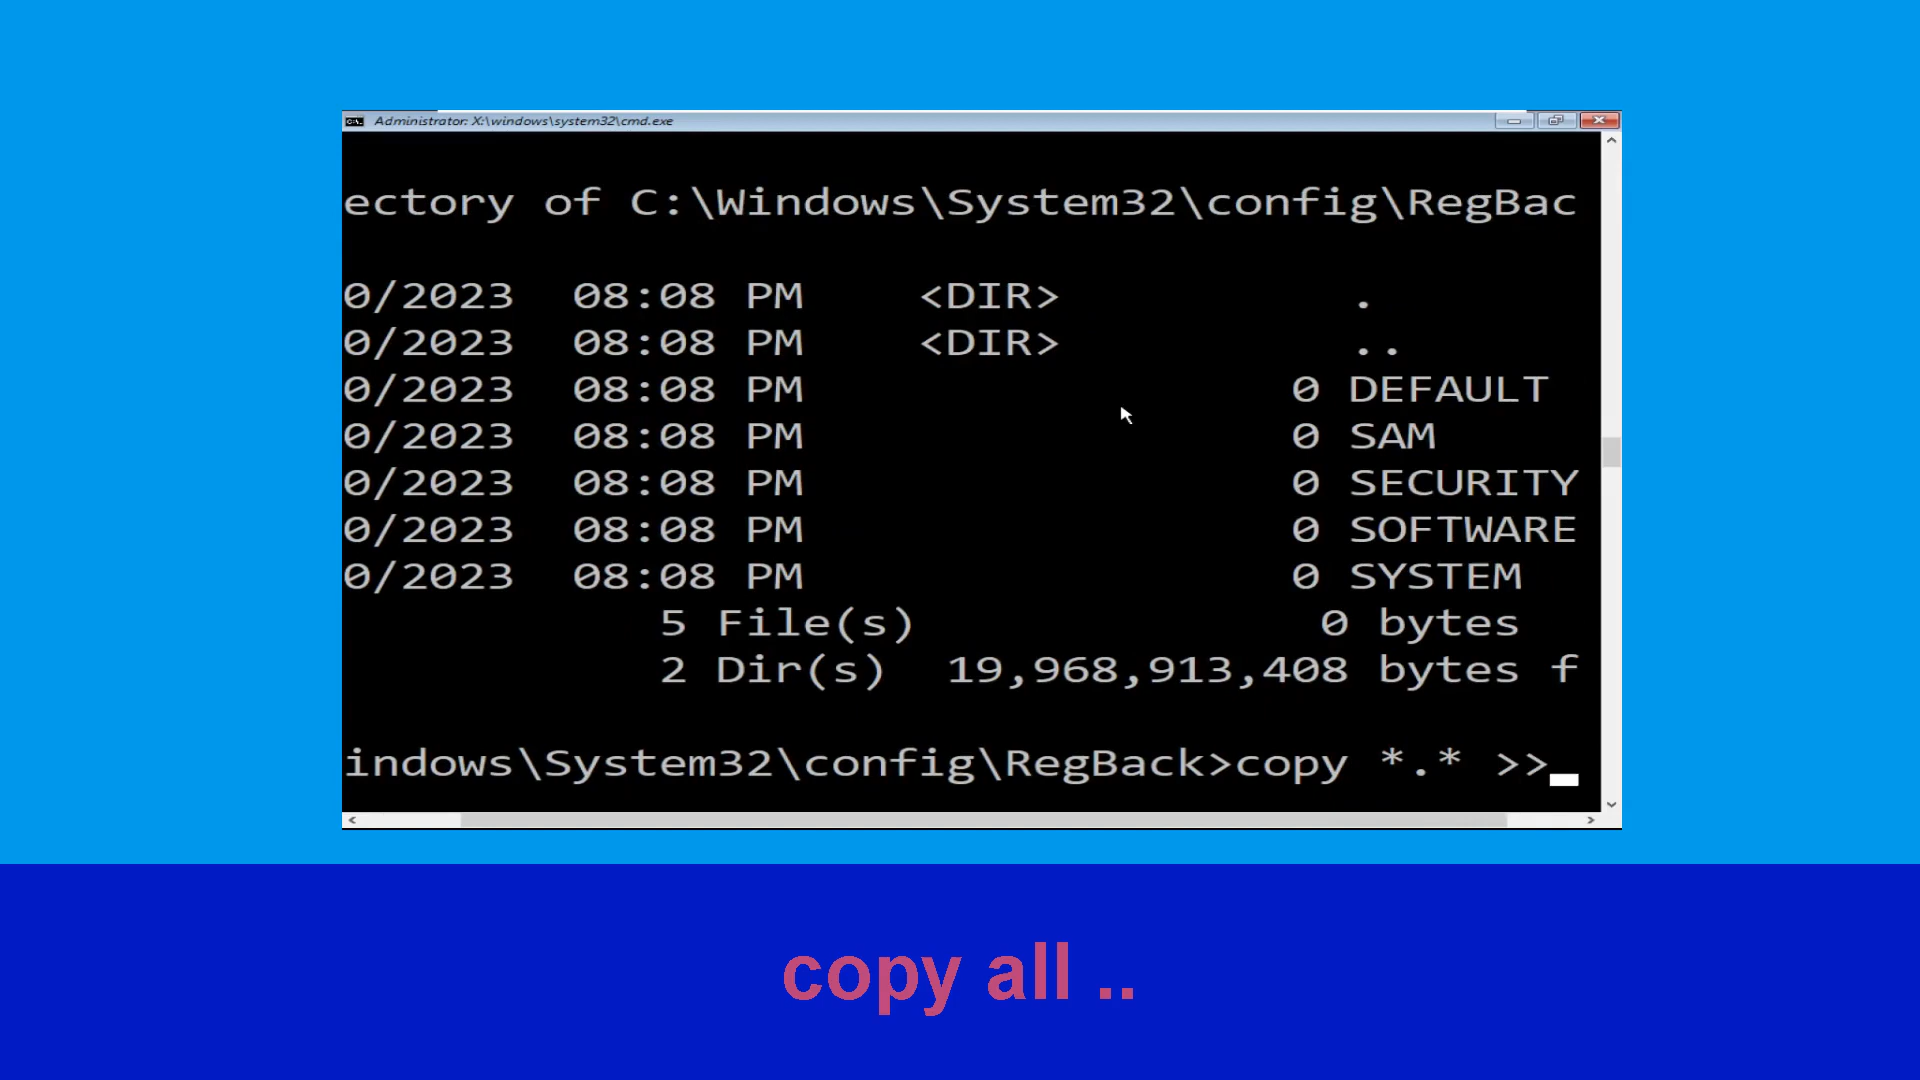 Administrator: X:\windows\system32\cmd.exe
ectory of C:\Windows\System32\config\RegBac
0/2023 08:08 PM <DIR> .
0/2023 08:08 PM <DIR> ..
0/2023 08:08 PM 0 DEFAULT
0/2023 08:08 PM 0 SAM
0/2023 08:08 PM 0 SECURITY
0/2023 08:08 PM 0 SOFTWARE
0/2023 08:08 PM 0 SYSTEM
5 File(s) 0 bytes
2 Dir(s) 19,968,913,408 bytes f
indows\System32\config\RegBack>copy *.* >>
copy all ..